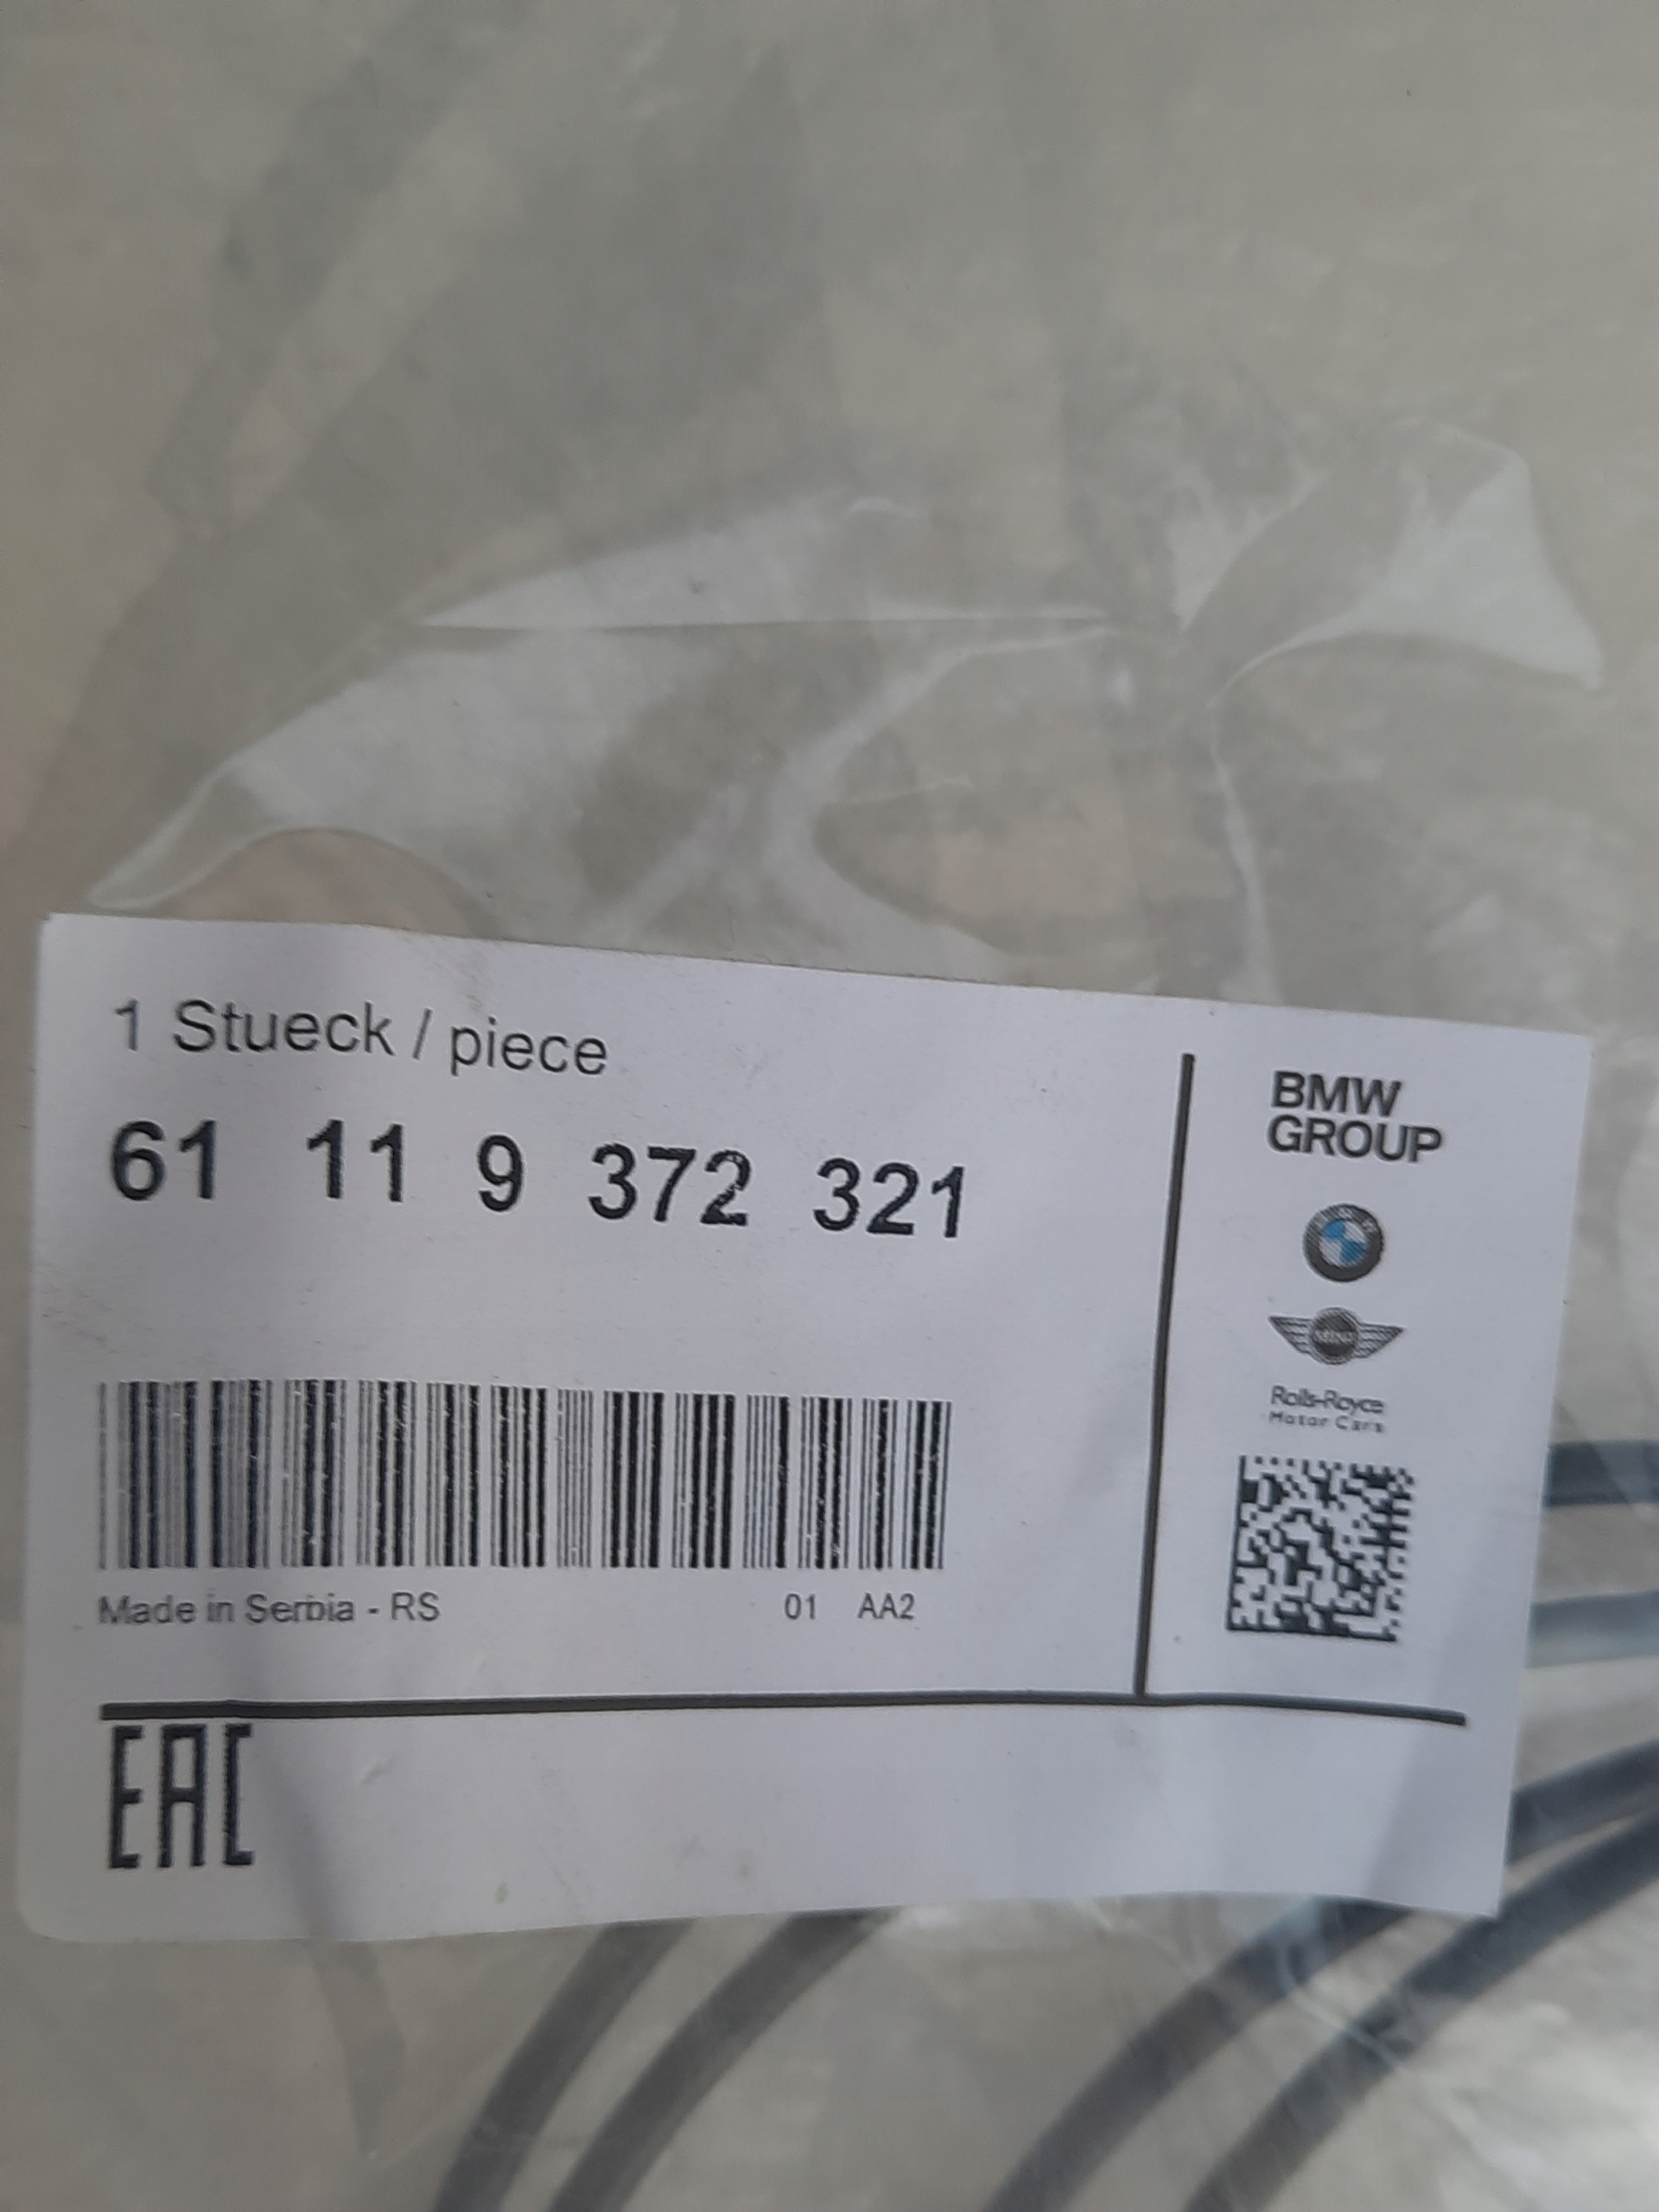 1 Stueck / piece
61 11 9 372 321
Made in Serbia - RS 01 AA2
EAC
BMW
GROUP
MINI
Rolls-Royce
Motor Cars